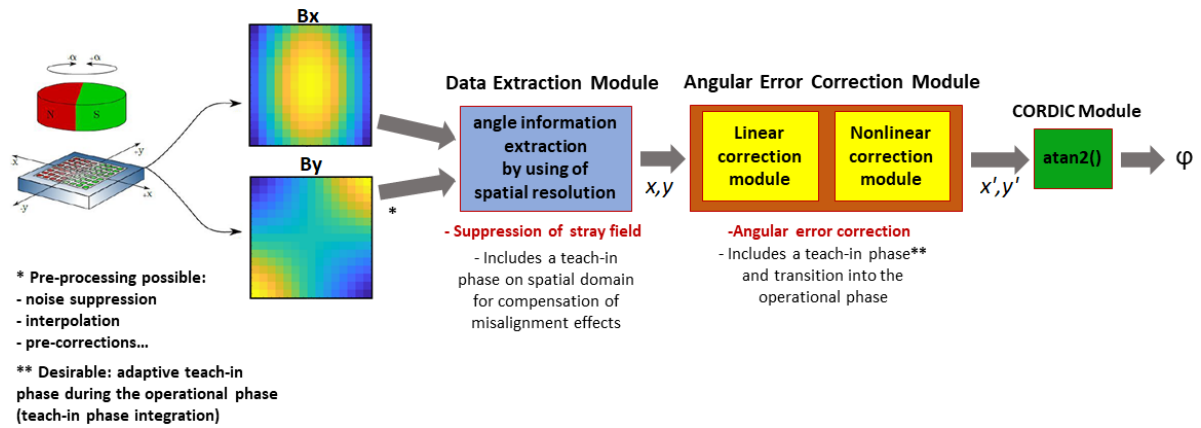 -α +α
N S
-x
+y
+x
-y
Bx
By
*
Data Extraction Module
angle information
extraction
by using of
spatial resolution
- Suppression of stray field
- Includes a teach-in
phase on spatial domain
for compensation of
misalignment effects
x,y
Angular Error Correction Module
Linear
correction
module
Nonlinear
correction
module
-Angular error correction
- Includes a teach-in phase**
and transition into the
operational phase
x',y'
CORDIC Module
atan2()
φ
* Pre-processing possible:
- noise suppression
- interpolation
- pre-corrections...
** Desirable: adaptive teach-in
phase during the operational phase
(teach-in phase integration)